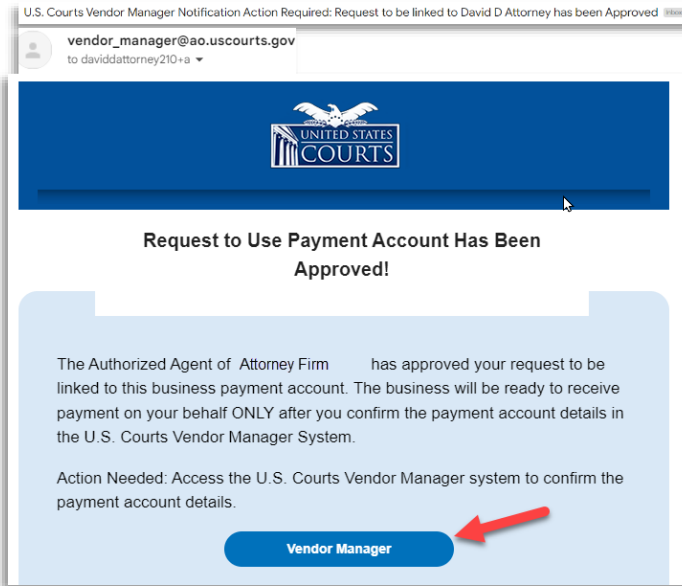 U.S. Courts Vendor Manager Notification Action Required: Request to be linked to David D Attorney has been Approved Inbox
vendor_manager@ao.uscourts.gov
to daviddattorney210+a
UNITED STATES
COURTS
Request to Use Payment Account Has Been
Approved!
The Authorized Agent of Attorney Firm has approved your request to be
linked to this business payment account. The business will be ready to receive
payment on your behalf ONLY after you confirm the payment account details in
the U.S. Courts Vendor Manager System.
Action Needed: Access the U.S. Courts Vendor Manager system to confirm the
payment account details.
Vendor Manager